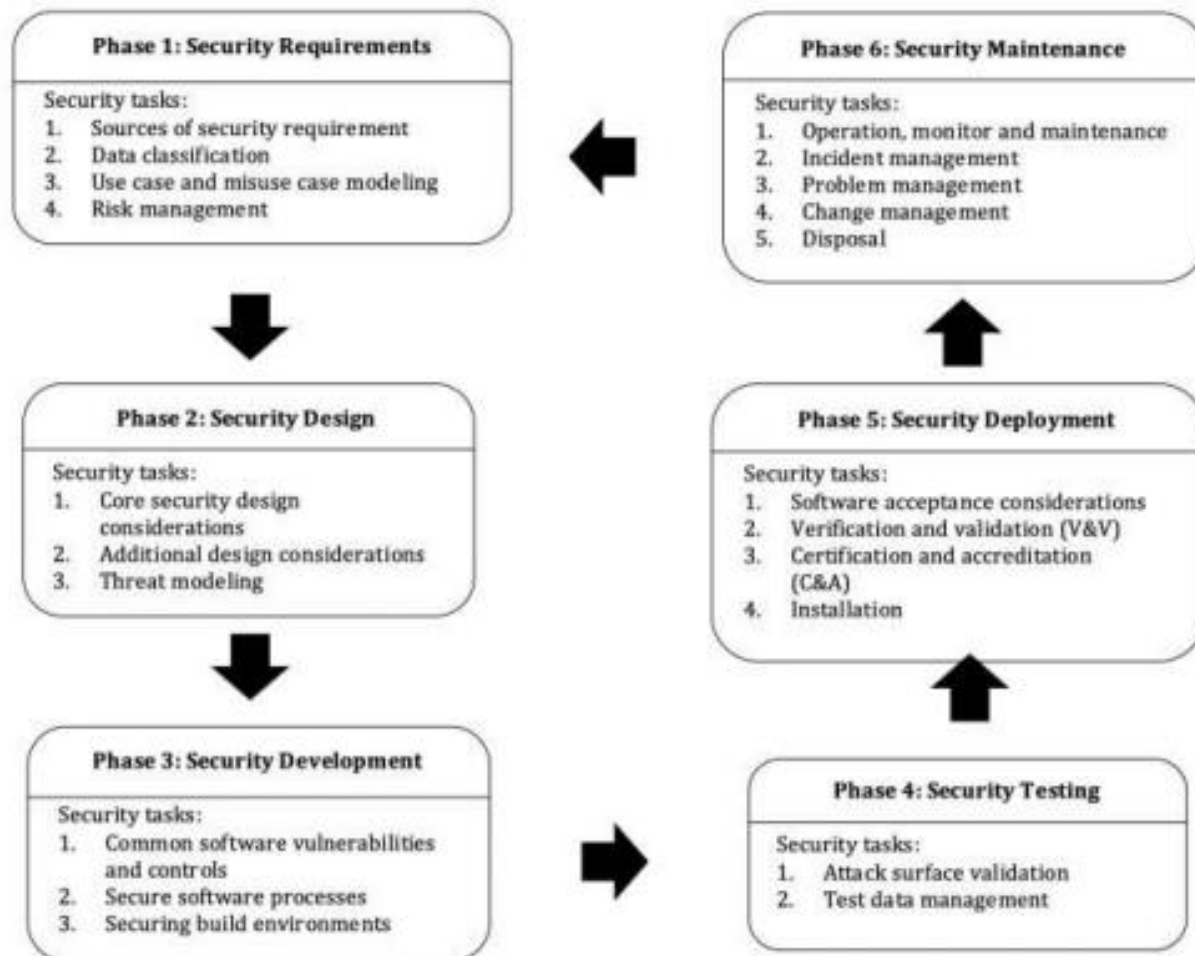 Phase 1: Security Requirements
Security tasks:
1. Sources of security requirement
2. Data classification
3. Use case and misuse case modeling
4. Risk management
Phase 2: Security Design
Security tasks:
1. Core security design
considerations
2. Additional design considerations
3. Threat modeling
Phase 3: Security Development
Security tasks:
1. Common software vulnerabilities
and controls
2. Secure software processes
3. Securing build environments
Phase 4: Security Testing
Security tasks:
1. Attack surface validation
2. Test data management
Phase 5: Security Deployment
Security tasks:
1. Software acceptance considerations
2. Verification and validation (V&V)
3. Certification and accreditation
(C&A)
4. Installation
Phase 6: Security Maintenance
Security tasks:
1. Operation, monitor and maintenance
2. Incident management
3. Problem management
4. Change management
5. Disposal